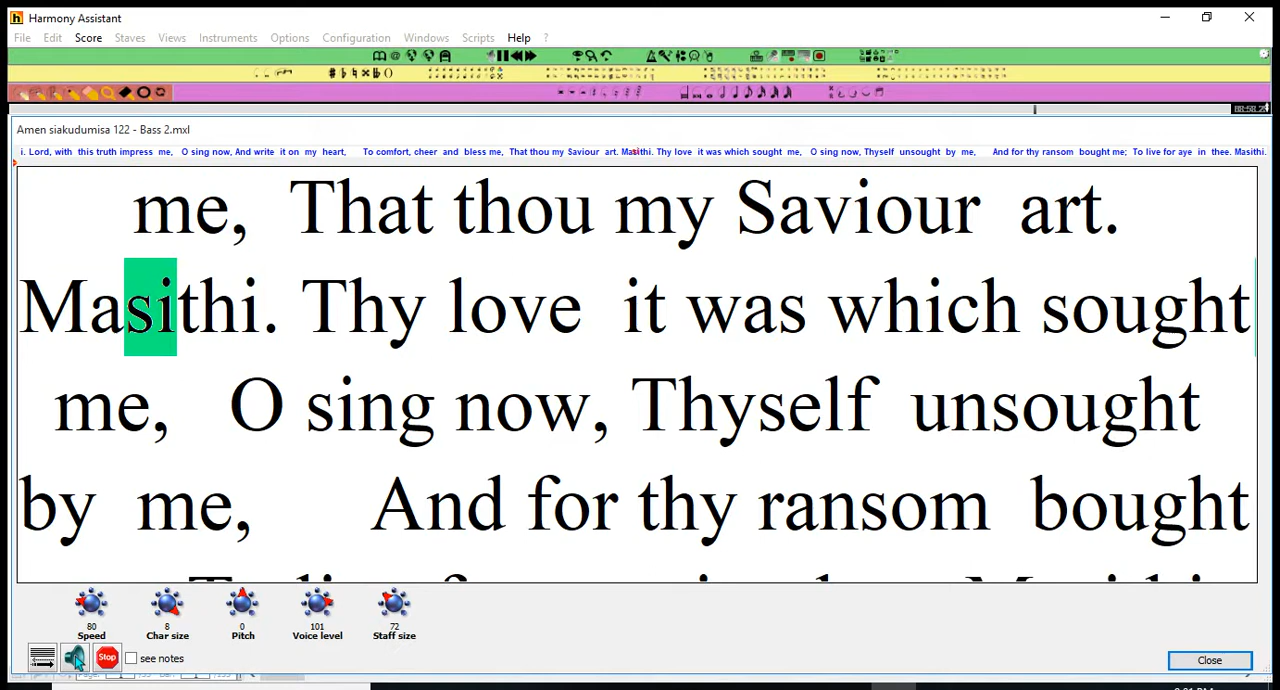 Harmony Assistant
File Edit Score Staves Views Instruments Options Configuration Windows Scripts Help ?
Amen siakudumisa 122 - Bass 2.mxl
i. Lord, with this truth impress me, O sing now, And write it on my heart, To comfort, cheer and bless me, That thou my Saviour art. Masithi. Thy love it was which sought me, O sing now, Thyself unsought by me, And for thy ransom bought me; To live for aye in thee. Masithi.
me, That thou my Saviour art.
Masithi. Thy love it was which sought
me, O sing now, Thyself unsought
by me, And for thy ransom bought
80 8 0 101 72
Speed Char size Pitch Voice level Staff size
Stop see notes Close